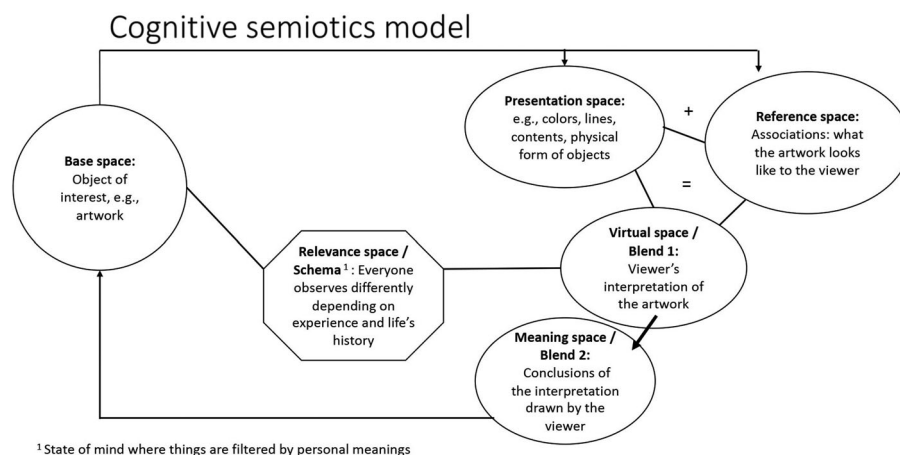 Cognitive semiotics model
Base space:
Object of
interest, e.g.,
artwork
Presentation space:
e.g., colors, lines,
contents, physical
form of objects
+
Reference space:
Associations: what
the artwork looks
like to the viewer
=
Relevance space /
Schema ¹ : Everyone
observes differently
depending on
experience and life’s
history
Virtual space /
Blend 1:
Viewer’s
interpretation of
the artwork
Meaning space /
Blend 2:
Conclusions of
the interpretation
drawn by the
viewer
¹ State of mind where things are filtered by personal meanings